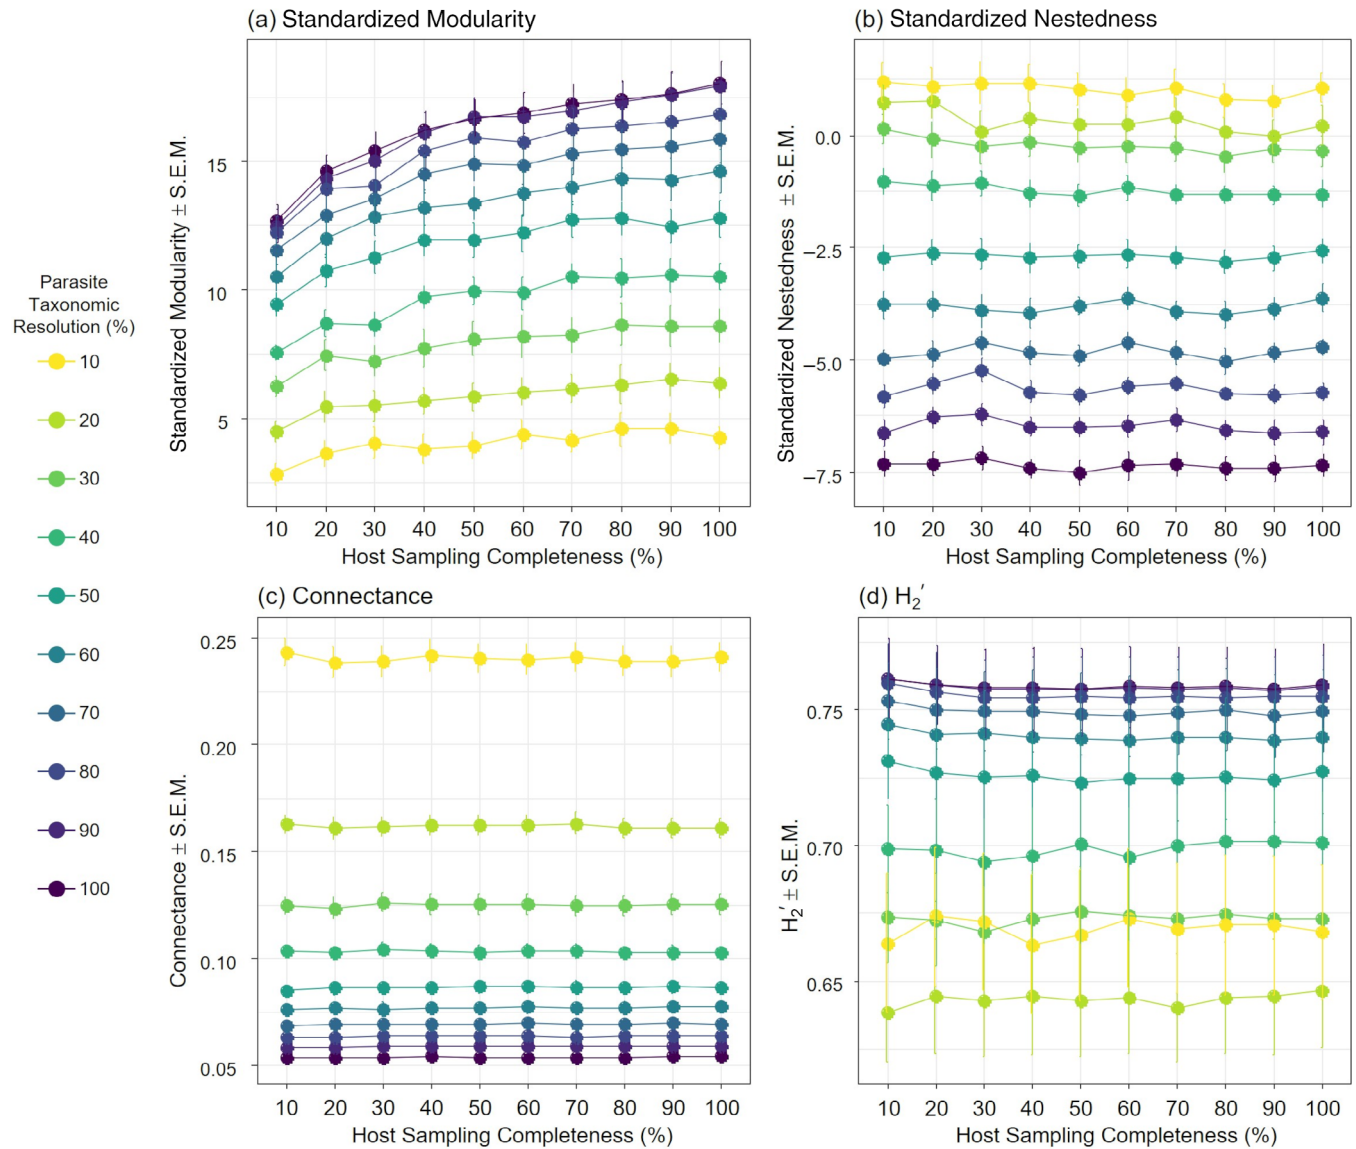 (a) Standardized Modularity
Standardized Modularity ± S.E.M.
15
10
5
10 20 30 40 50 60 70 80 90 100
Host Sampling Completeness (%)
(b) Standardized Nestedness
Standardized Nestedness ± S.E.M.
0.0
−2.5
−5.0
−7.5
10 20 30 40 50 60 70 80 90 100
Host Sampling Completeness (%)
Parasite
Taxonomic
Resolution (%)
10
20
30
40
50
60
70
80
90
100
(c) Connectance
Connectance ± S.E.M.
0.25
0.20
0.15
0.10
0.05
10 20 30 40 50 60 70 80 90 100
Host Sampling Completeness (%)
(d) H₂′
H₂′ ± S.E.M.
0.75
0.70
0.65
10 20 30 40 50 60 70 80 90 100
Host Sampling Completeness (%)